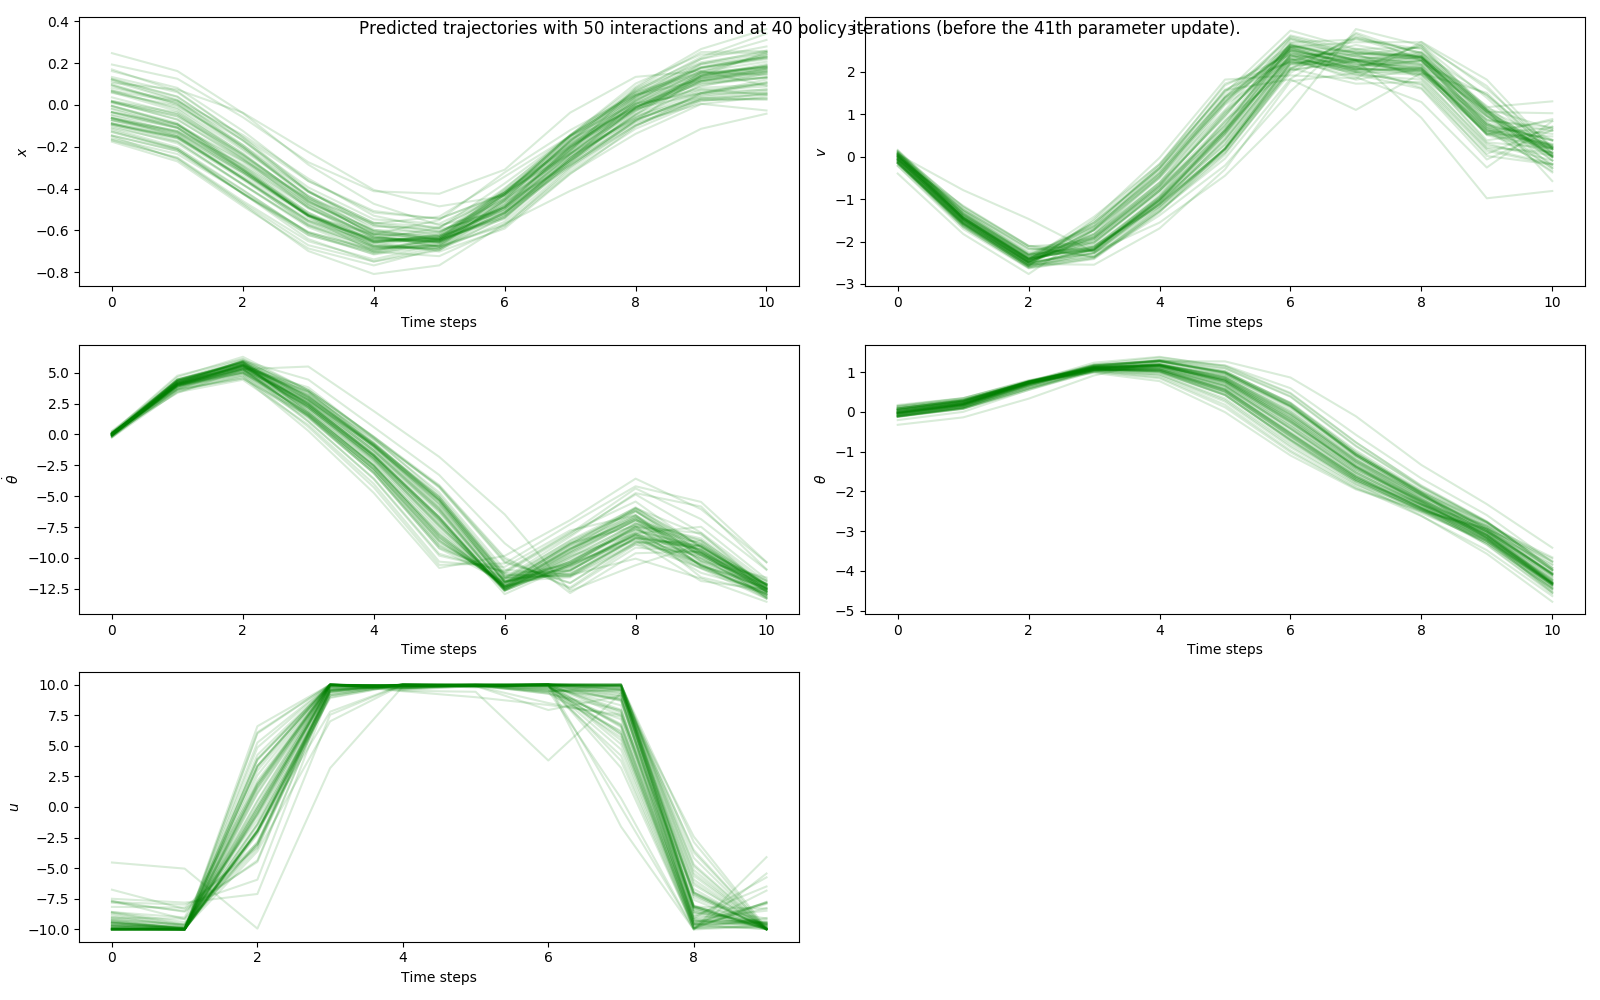 Predicted trajectories with 50 interactions and at 40 policy iterations (before the 41th parameter update).
0.4
0.2
0.0
−0.2
−0.4
−0.6
−0.8
x
0 2 4 6 8 10
Time steps
3
2
1
0
−1
−2
−3
v
0 2 4 6 8 10
Time steps
5.0
2.5
0.0
−2.5
−5.0
−7.5
−10.0
−12.5
θ̇
0 2 4 6 8 10
Time steps
1
0
−1
−2
−3
−4
−5
θ
0 2 4 6 8 10
Time steps
10.0
7.5
5.0
2.5
0.0
−2.5
−5.0
−7.5
−10.0
u
0 2 4 6 8
Time steps